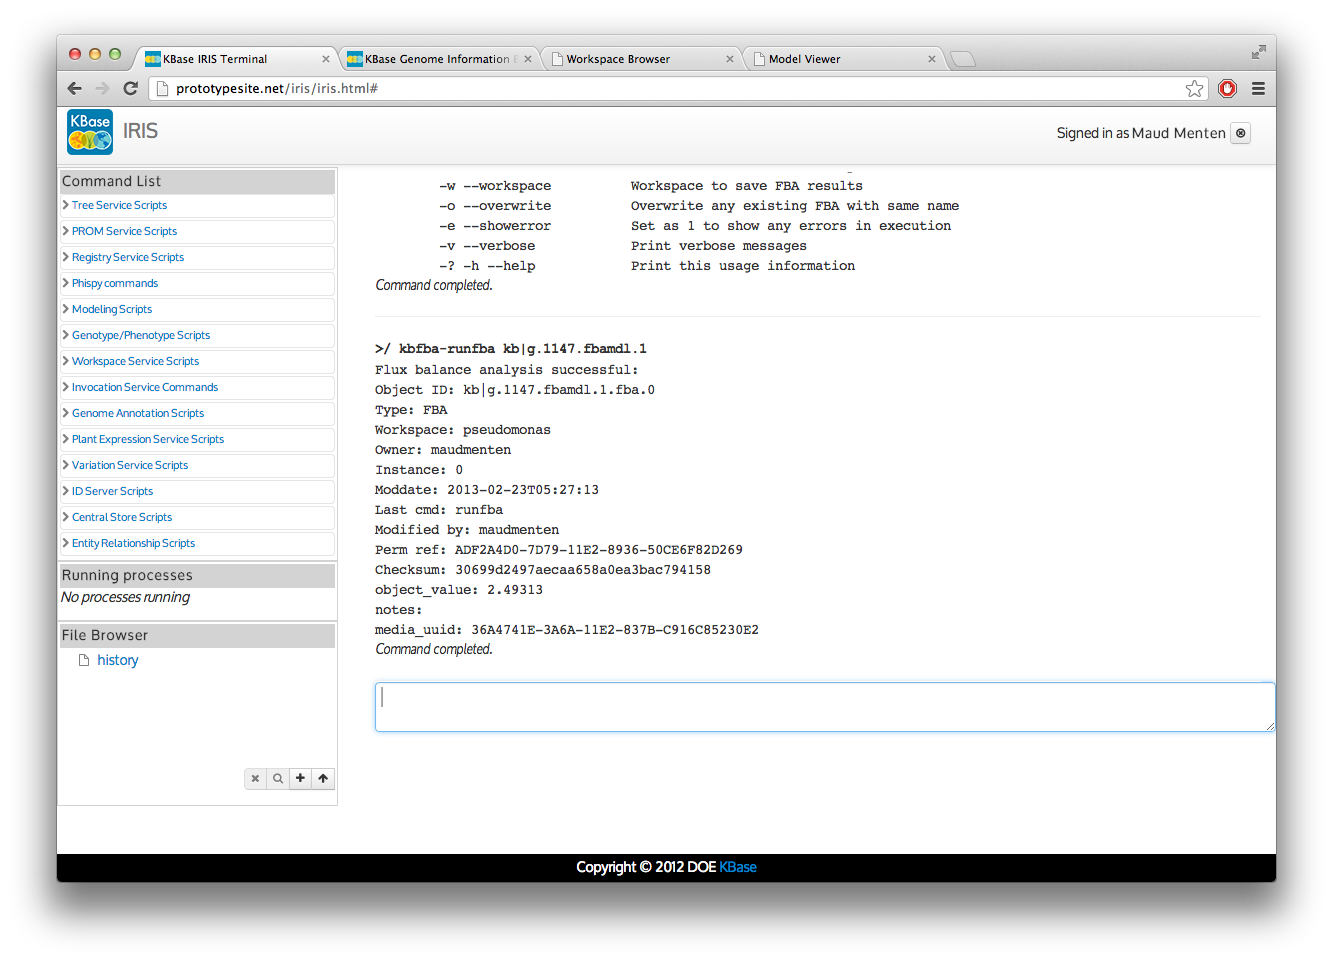 KBase IRIS Terminal
KBase Genome Information
Workspace Browser
Model Viewer
prototypesite.net/iris/iris.html#
KBase
IRIS
Signed in as Maud Menten
Command List
Tree Service Scripts
PROM Service Scripts
Registry Service Scripts
Phispy commands
Modeling Scripts
Genotype/Phenotype Scripts
Workspace Service Scripts
Invocation Service Commands
Genome Annotation Scripts
Plant Expression Service Scripts
Variation Service Scripts
ID Server Scripts
Central Store Scripts
Entity Relationship Scripts
Running processes
No processes running
File Browser
history
-w --workspace Workspace to save FBA results
-o --overwrite Overwrite any existing FBA with same name
-e --showerror Set as 1 to show any errors in execution
-v --verbose Print verbose messages
-? -h --help Print this usage information
Command completed.
>/ kbfba-runfba kb|g.1147.fbamdl.1
Flux balance analysis successful:
Object ID: kb|g.1147.fbamdl.1.fba.0
Type: FBA
Workspace: pseudomonas
Owner: maudmenten
Instance: 0
Moddate: 2013-02-23T05:27:13
Last cmd: runfba
Modified by: maudmenten
Perm ref: ADF2A4D0-7D79-11E2-8936-50CE6F82D269
Checksum: 30699d2497aecaa658a0ea3bac794158
object_value: 2.49313
notes:
media_uuid: 36A4741E-3A6A-11E2-837B-C916C85230E2
Command completed.
Copyright © 2012 DOE KBase